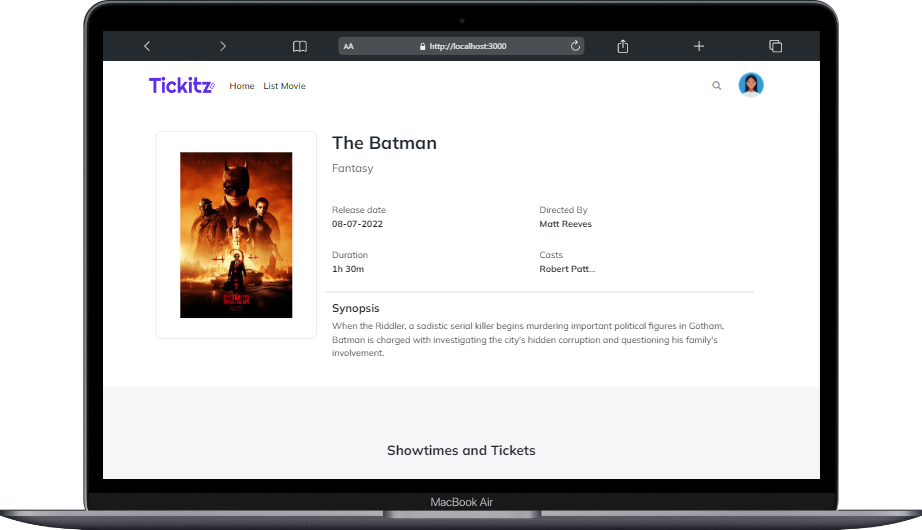 AA
http://localhost:3000
Tickitz
Home List Movie
The Batman
Fantasy
Release date
08-07-2022
Directed By
Matt Reeves
Duration
1h 30m
Casts
Robert Patt...
Synopsis
When the Riddler, a sadistic serial killer begins murdering important political figures in Gotham,
Batman is charged with investigating the city's hidden corruption and questioning his family's
involvement.
Showtimes and Tickets
MacBook Air